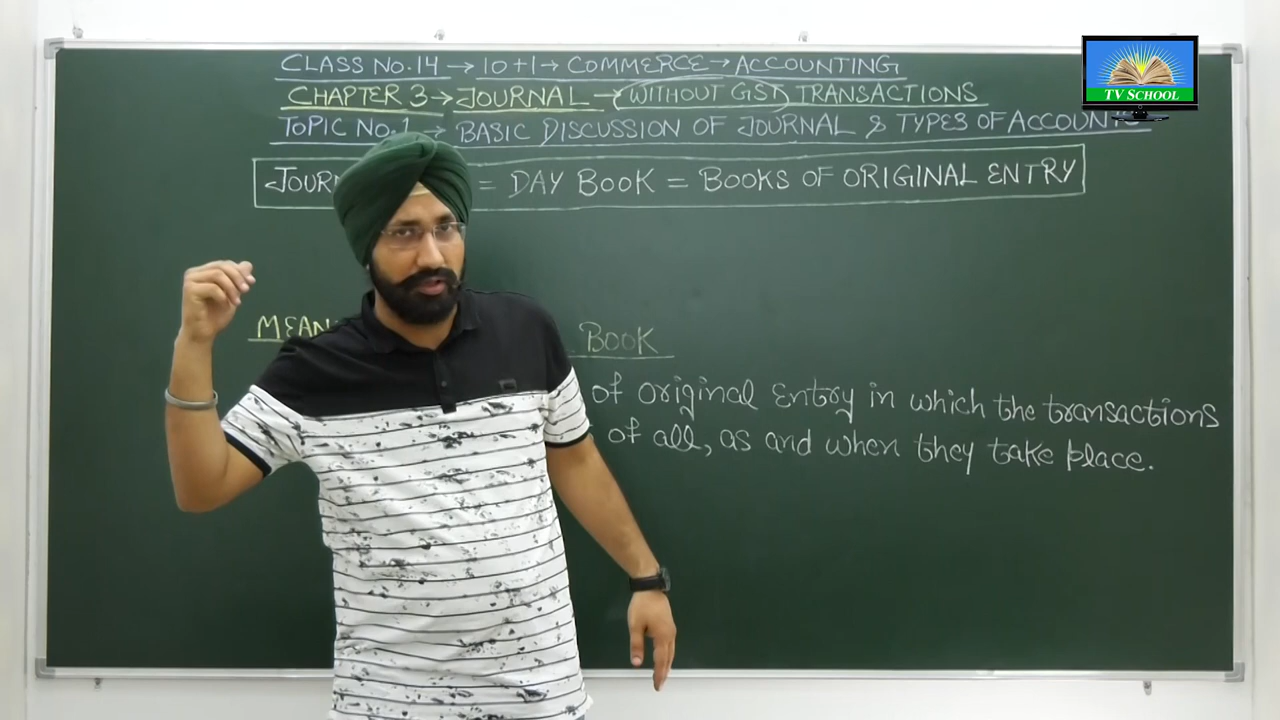 CLASS NO.14 → 10+1 → COMMERCE → ACCOUNTING
CHAPTER 3 → JOURNAL → WITHOUT GST TRANSACTIONS
TOPIC NO.1 → BASIC DISCUSSION OF JOURNAL & TYPES OF ACCOUNTS
= DAY BOOK = BOOKS OF ORIGINAL ENTRY
BOOK
of original Entry in which the transactions
of all, as and when they take place.
TV SCHOOL